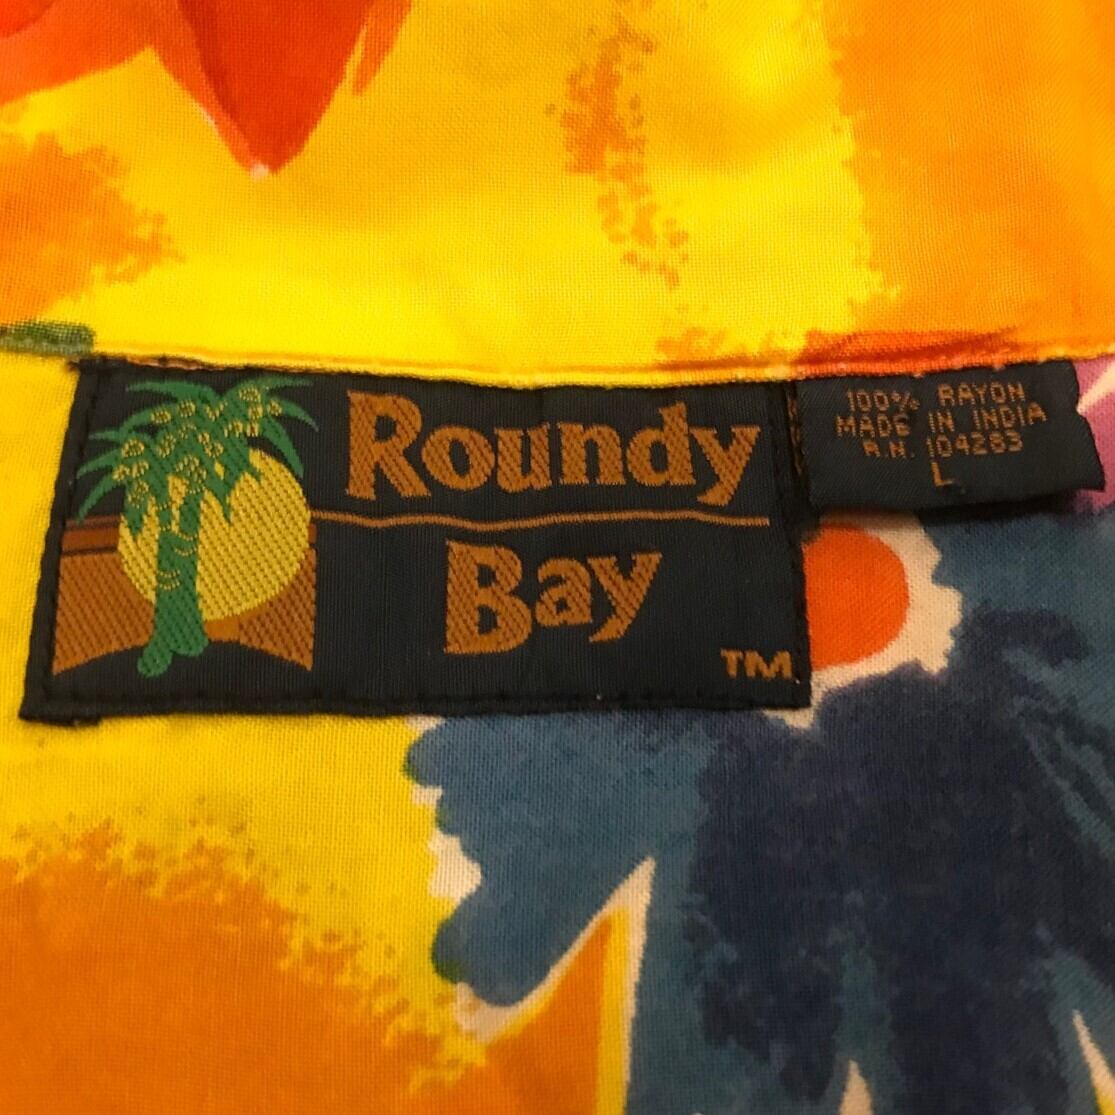 Roundy
Bay
TM
100% RAYON
MADE IN INDIA
R.N. 104283
L